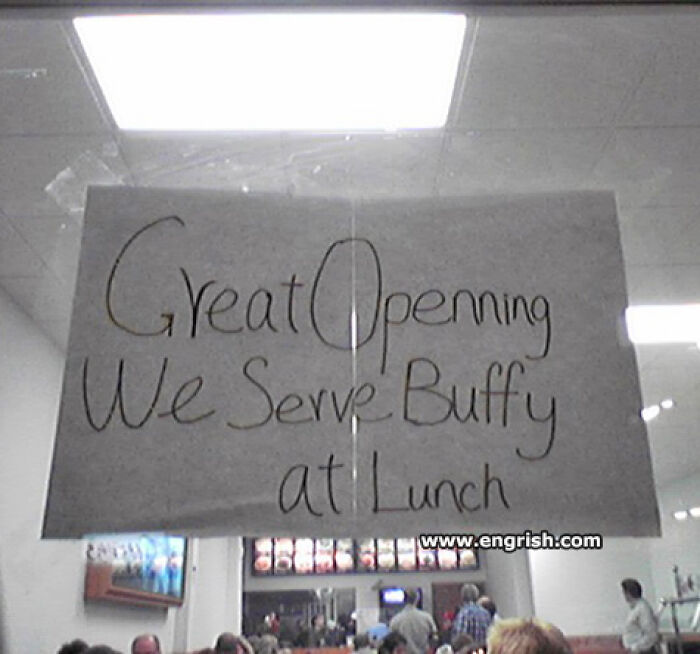 Great Openning
We Serve Buffy
at Lunch
www.engrish.com